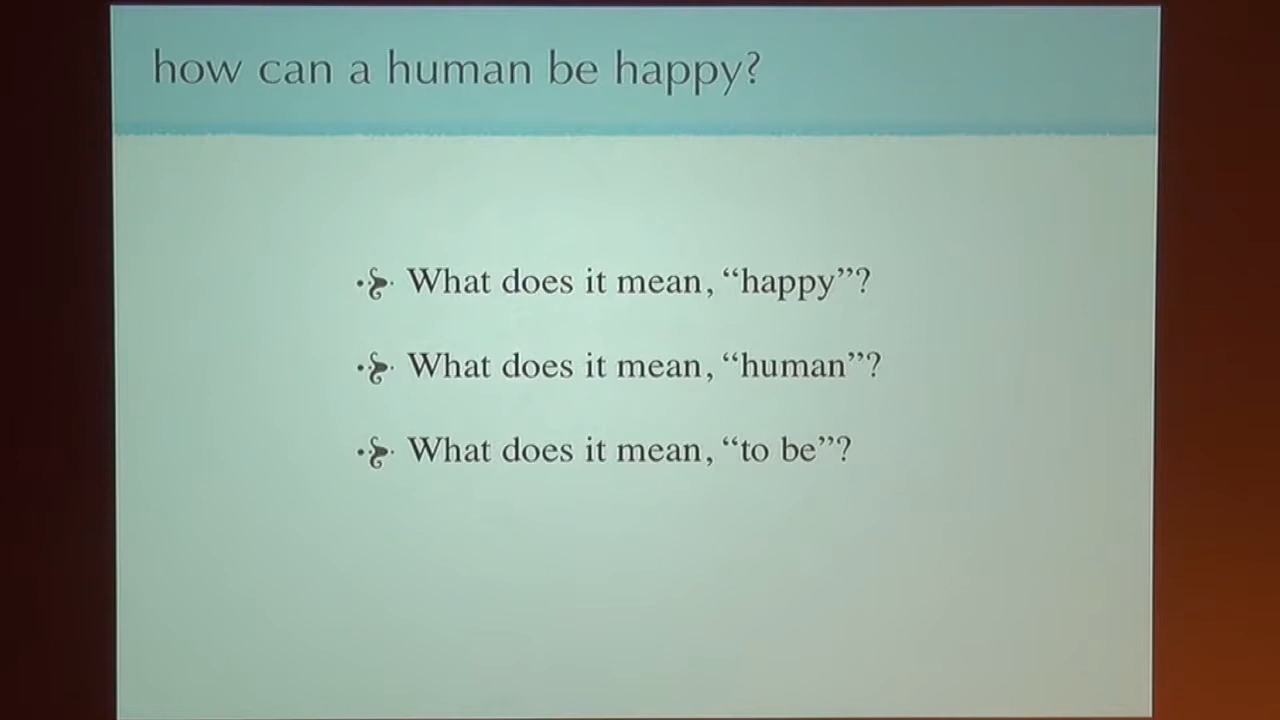 how can a human be happy?
What does it mean, “happy”?
What does it mean, “human”?
What does it mean, “to be”?